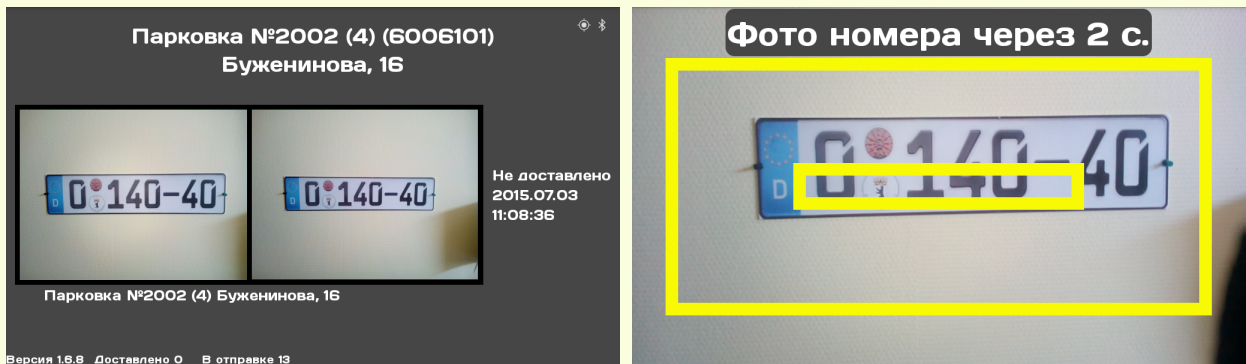 Парковка №2002 (4) (6006101)
Буженинова, 16
D 0 140-40
D 0 140-40
Не доставлено
2015.07.03
11:08:36
Парковка №2002 (4) Буженинова, 16
Версия 1.6.8 Доставлено 0 В отправке 13
Фото номера через 2 с.
0 140-40
D